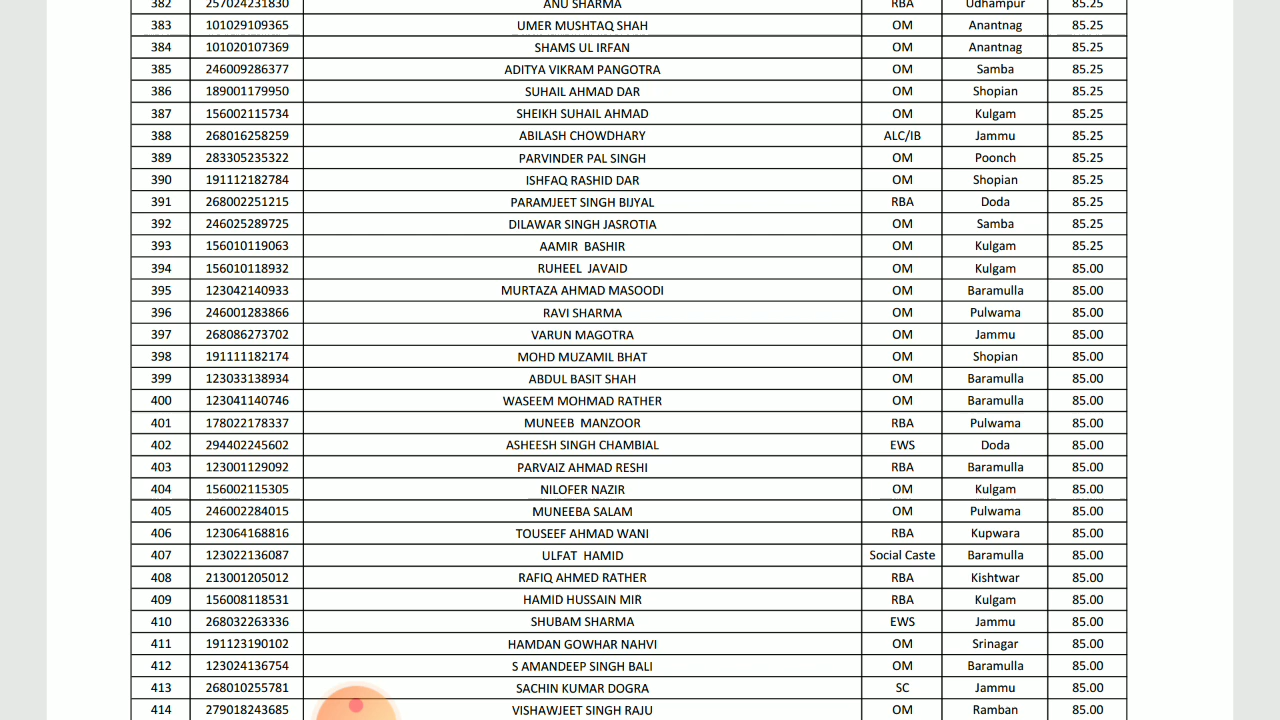 382 257024231830 ANU SHARMA RBA Udhampur 85.25
383 101029109365 UMER MUSHTAQ SHAH OM Anantnag 85.25
384 101020107369 SHAMS UL IRFAN OM Anantnag 85.25
385 246009286377 ADITYA VIKRAM PANGOTRA OM Samba 85.25
386 189001179950 SUHAIL AHMAD DAR OM Shopian 85.25
387 156002115734 SHEIKH SUHAIL AHMAD OM Kulgam 85.25
388 268016258259 ABILASH CHOWDHARY ALC/IB Jammu 85.25
389 283305235322 PARVINDER PAL SINGH OM Poonch 85.25
390 191112182784 ISHFAQ RASHID DAR OM Shopian 85.25
391 268002251215 PARAMJEET SINGH BIJYAL RBA Doda 85.25
392 246025289725 DILAWAR SINGH JASROTIA OM Samba 85.25
393 156010119063 AAMIR BASHIR OM Kulgam 85.25
394 156010118932 RUHEEL JAVAID OM Kulgam 85.00
395 123042140933 MURTAZA AHMAD MASOODI OM Baramulla 85.00
396 246001283866 RAVI SHARMA OM Pulwama 85.00
397 268086273702 VARUN MAGOTRA OM Jammu 85.00
398 191111182174 MOHD MUZAMIL BHAT OM Shopian 85.00
399 123033138934 ABDUL BASIT SHAH OM Baramulla 85.00
400 123041140746 WASEEM MOHMAD RATHER OM Baramulla 85.00
401 178022178337 MUNEEB MANZOOR RBA Pulwama 85.00
402 294402245602 ASHEESH SINGH CHAMBIAL EWS Doda 85.00
403 123001129092 PARVAIZ AHMAD RESHI RBA Baramulla 85.00
404 156002115305 NILOFER NAZIR OM Kulgam 85.00
405 246002284015 MUNEEBA SALAM OM Pulwama 85.00
406 123064168816 TOUSEEF AHMAD WANI RBA Kupwara 85.00
407 123022136087 ULFAT HAMID Social Caste Baramulla 85.00
408 213001205012 RAFIQ AHMED RATHER RBA Kishtwar 85.00
409 156008118531 HAMID HUSSAIN MIR RBA Kulgam 85.00
410 268032263336 SHUBAM SHARMA EWS Jammu 85.00
411 191123190102 HAMDAN GOWHAR NAHVI OM Srinagar 85.00
412 123024136754 S AMANDEEP SINGH BALI OM Baramulla 85.00
413 268010255781 SACHIN KUMAR DOGRA SC Jammu 85.00
414 279018243685 VISHAWJEET SINGH RAJU OM Ramban 85.00